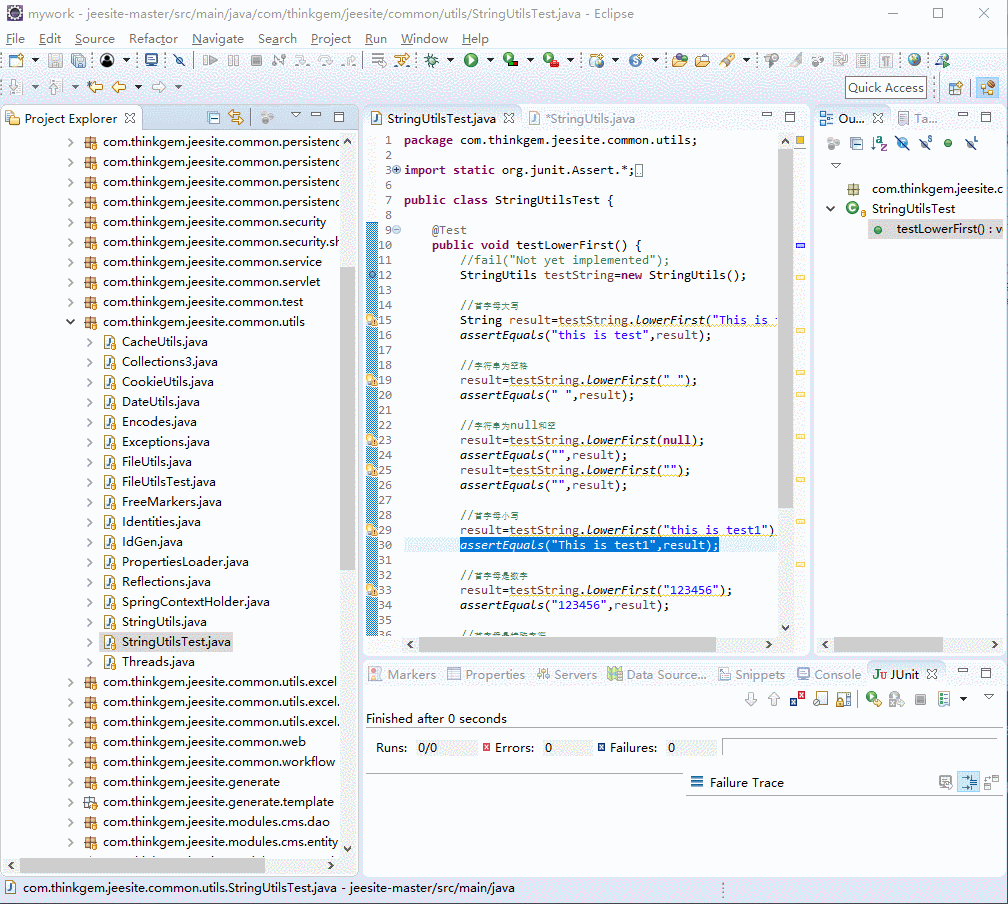 mywork - jeesite-master/src/main/java/com/thinkgem/jeesite/common/utils/StringUtilsTest.java - Eclipse
File Edit Source Refactor Navigate Search Project Run Window Help
Quick Access
Project Explorer
com.thinkgem.jeesite.common.persistenc
com.thinkgem.jeesite.common.persistenc
com.thinkgem.jeesite.common.persistenc
com.thinkgem.jeesite.common.persistenc
com.thinkgem.jeesite.common.security
com.thinkgem.jeesite.common.security.sh
com.thinkgem.jeesite.common.service
com.thinkgem.jeesite.common.servlet
com.thinkgem.jeesite.common.test
com.thinkgem.jeesite.common.utils
CacheUtils.java
Collections3.java
CookieUtils.java
DateUtils.java
Encodes.java
Exceptions.java
FileUtils.java
FileUtilsTest.java
FreeMarkers.java
Identities.java
IdGen.java
PropertiesLoader.java
Reflections.java
SpringContextHolder.java
StringUtils.java
StringUtilsTest.java
Threads.java
com.thinkgem.jeesite.common.utils.excel
com.thinkgem.jeesite.common.utils.excel.
com.thinkgem.jeesite.common.utils.excel.
com.thinkgem.jeesite.common.web
com.thinkgem.jeesite.common.workflow
com.thinkgem.jeesite.generate
com.thinkgem.jeesite.generate.template
com.thinkgem.jeesite.modules.cms.dao
com.thinkgem.jeesite.modules.cms.entity
StringUtilsTest.java *StringUtils.java
1 package com.thinkgem.jeesite.common.utils;
2
3 import static org.junit.Assert.*;
6
7 public class StringUtilsTest {
8
9 @Test
10 public void testLowerFirst() {
11 //fail("Not yet implemented");
12 StringUtils testString=new StringUtils();
13
14 //首字母大写
15 String result=testString.lowerFirst("This is t
16 assertEquals("this is test",result);
17
18 //字符串为空格
19 result=testString.lowerFirst(" ");
20 assertEquals(" ",result);
21
22 //字符串为null和空
23 result=testString.lowerFirst(null);
24 assertEquals("",result);
25 result=testString.lowerFirst("");
26 assertEquals("",result);
27
28 //首字母小写
29 result=testString.lowerFirst("this is test1")
30 assertEquals("This is test1",result);
31
32 //首字母是数字
33 result=testString.lowerFirst("123456");
34 assertEquals("123456",result);
35
36
Ou... Ta...
com.thinkgem.jeesite.c
StringUtilsTest
testLowerFirst() : v
Markers Properties Servers Data Source... Snippets Console JUnit
Finished after 0 seconds
Runs: 0/0 Errors: 0 Failures: 0
Failure Trace
com.thinkgem.jeesite.common.utils.StringUtilsTest.java - jeesite-master/src/main/java